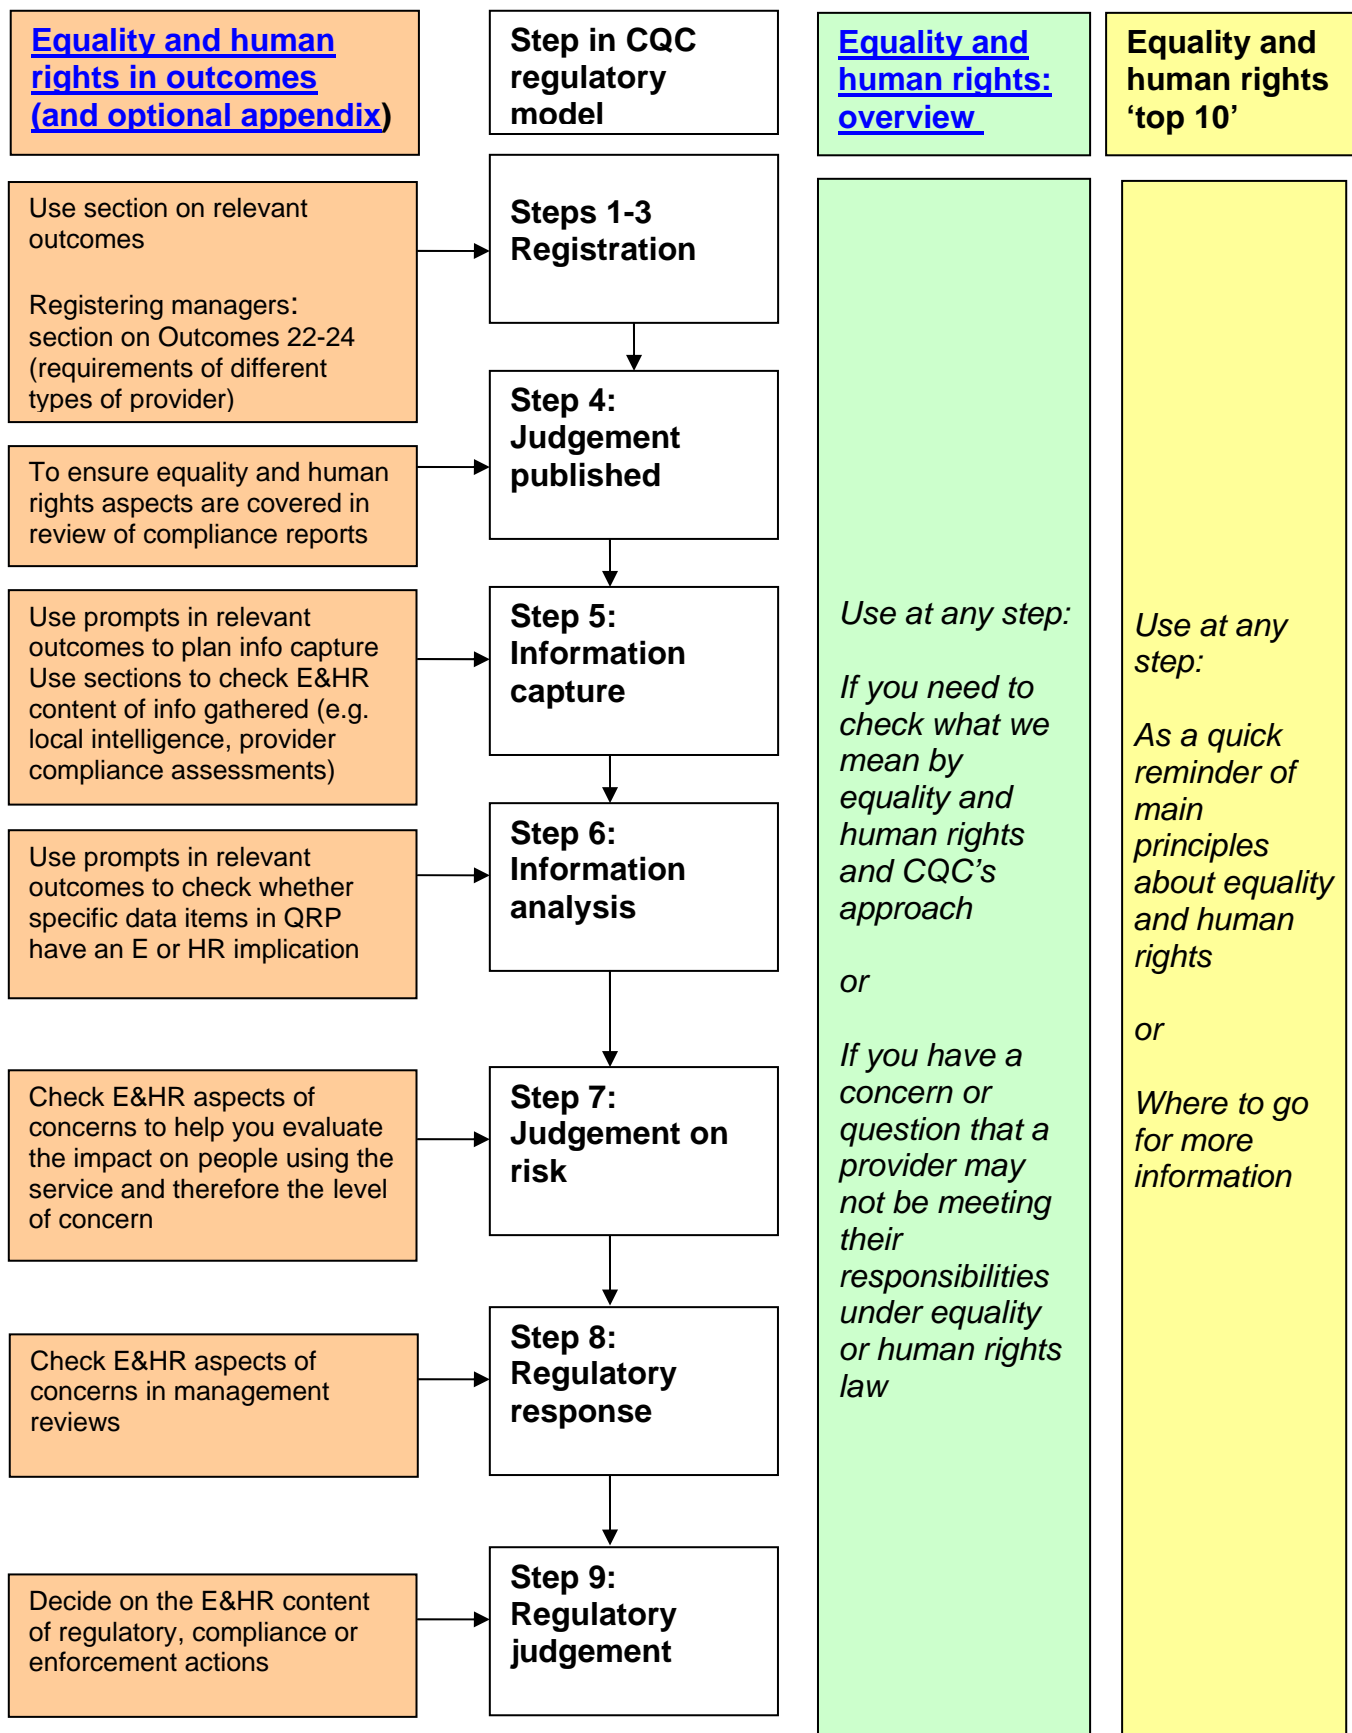 Equality and human
rights in outcomes
(and optional appendix)
Step in CQC
regulatory
model
Equality and
human rights:
overview
Equality and
human rights
‘top 10’
Use section on relevant
outcomes
Registering managers:
section on Outcomes 22-24
(requirements of different
types of provider)
Steps 1-3
Registration
To ensure equality and human
rights aspects are covered in
review of compliance reports
Step 4:
Judgement
published
Use prompts in relevant
outcomes to plan info capture
Use sections to check E&HR
content of info gathered (e.g.
local intelligence, provider
compliance assessments)
Step 5:
Information
capture
Use prompts in relevant
outcomes to check whether
specific data items in QRP
have an E or HR implication
Step 6:
Information
analysis
Check E&HR aspects of
concerns to help you evaluate
the impact on people using the
service and therefore the level
of concern
Step 7:
Judgement on
risk
Check E&HR aspects of
concerns in management
reviews
Step 8:
Regulatory
response
Decide on the E&HR content
of regulatory, compliance or
enforcement actions
Step 9:
Regulatory
judgement
Use at any step:
If you need to
check what we
mean by
equality and
human rights
and CQC’s
approach
or
If you have a
concern or
question that a
provider may
not be meeting
their
responsibilities
under equality
or human rights
law
Use at any
step:
As a quick
reminder of
main
principles
about equality
and human
rights
or
Where to go
for more
information